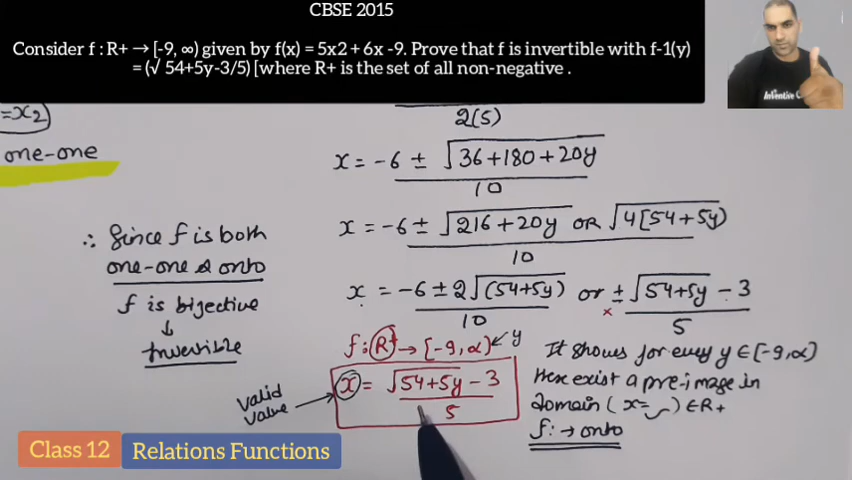 CBSE 2015
Consider f : R+ → [-9, ∞) given by f(x) = 5x2 + 6x -9. Prove that f is invertible with f-1(y)
= (√ 54+5y-3/5) [where R+ is the set of all non-negative .
=x₂
one-one
2(5)
x = -6 ± √36+180+20y
10
x = -6 ± √216+20y OR √4[54+5y)
10
x = -6 ± 2√(54+5y) or ± √54+5y - 3
10 5
×
∴ Since f is both
one-one & onto
f is bijective
↓
Invertible
f: R+ → [-9, α) ← y
x = √54+5y - 3
5
valid
value →
It shows for every y ∈ [-9, α)
there exist a pre-image in
domain ( x= ) ∈ R+
f: → onto
Class 12
Relations Functions